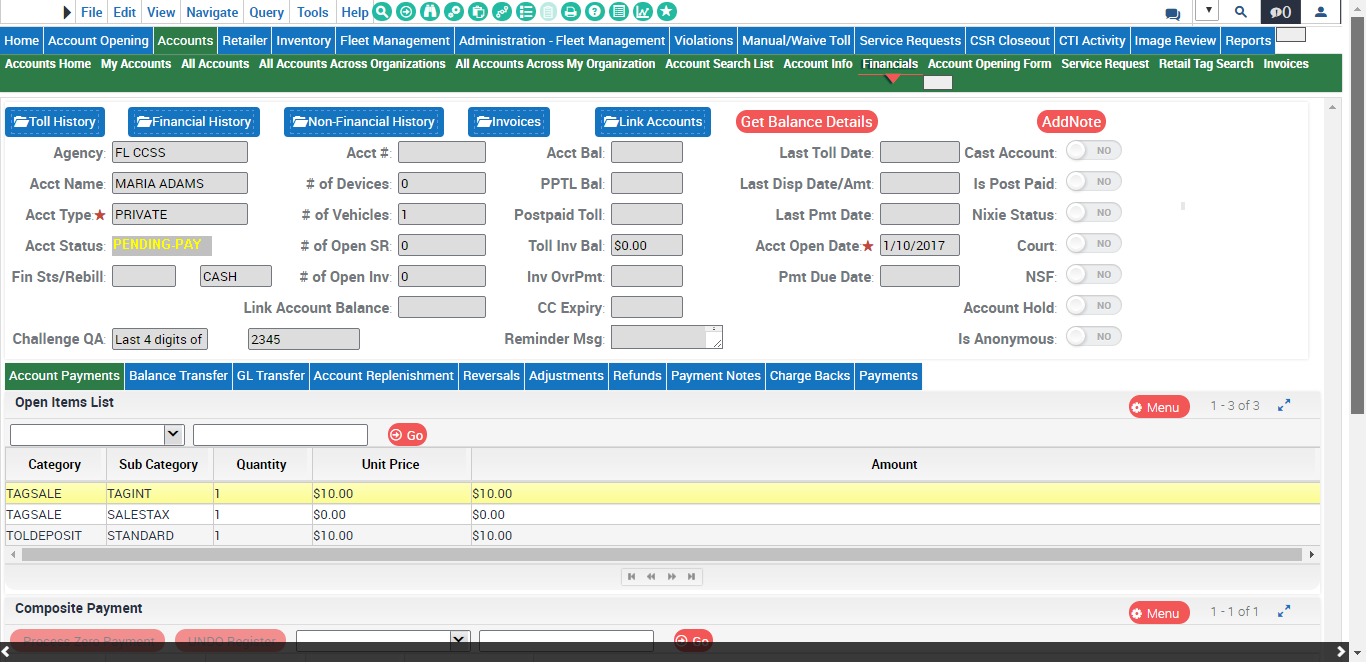 File Edit View Navigate Query Tools Help 0
Home Account Opening Accounts Retailer Inventory Fleet Management Administration - Fleet Management Violations Manual/Waive Toll Service Requests CSR Closeout CTI Activity Image Review Reports
Accounts Home My Accounts All Accounts All Accounts Across Organizations All Accounts Across My Organization Account Search List Account Info Financials Account Opening Form Service Request Retail Tag Search Invoices
Toll History Financial History Non-Financial History Invoices Link Accounts Get Balance Details AddNote
Agency: FL CCSS Acct #: Acct Bal: Last Toll Date: Cast Account: NO
Acct Name: MARIA ADAMS # of Devices: 0 PPTL Bal: Last Disp Date/Amt: Is Post Paid: NO
Acct Type: PRIVATE # of Vehicles: 1 Postpaid Toll: Last Pmt Date: Nixie Status: NO
Acct Status: PENDING-PAY # of Open SR: 0 Toll Inv Bal: $0.00 Acct Open Date: 1/10/2017 Court: NO
Fin Sts/Rebill: CASH # of Open Inv: 0 Inv OvrPmt: Pmt Due Date: NSF: NO
Link Account Balance: CC Expiry: Account Hold: NO
Challenge QA: Last 4 digits of 2345 Reminder Msg: Is Anonymous: NO
Account Payments Balance Transfer GL Transfer Account Replenishment Reversals Adjustments Refunds Payment Notes Charge Backs Payments
Open Items List Menu 1 - 3 of 3
Go
Category Sub Category Quantity Unit Price Amount
TAGSALE TAGINT 1 $10.00 $10.00
TAGSALE SALESTAX 1 $0.00 $0.00
TOLDEPOSIT STANDARD 1 $10.00 $10.00
Composite Payment Menu 1 - 1 of 1
Process Zero Payment UNDO Register Go